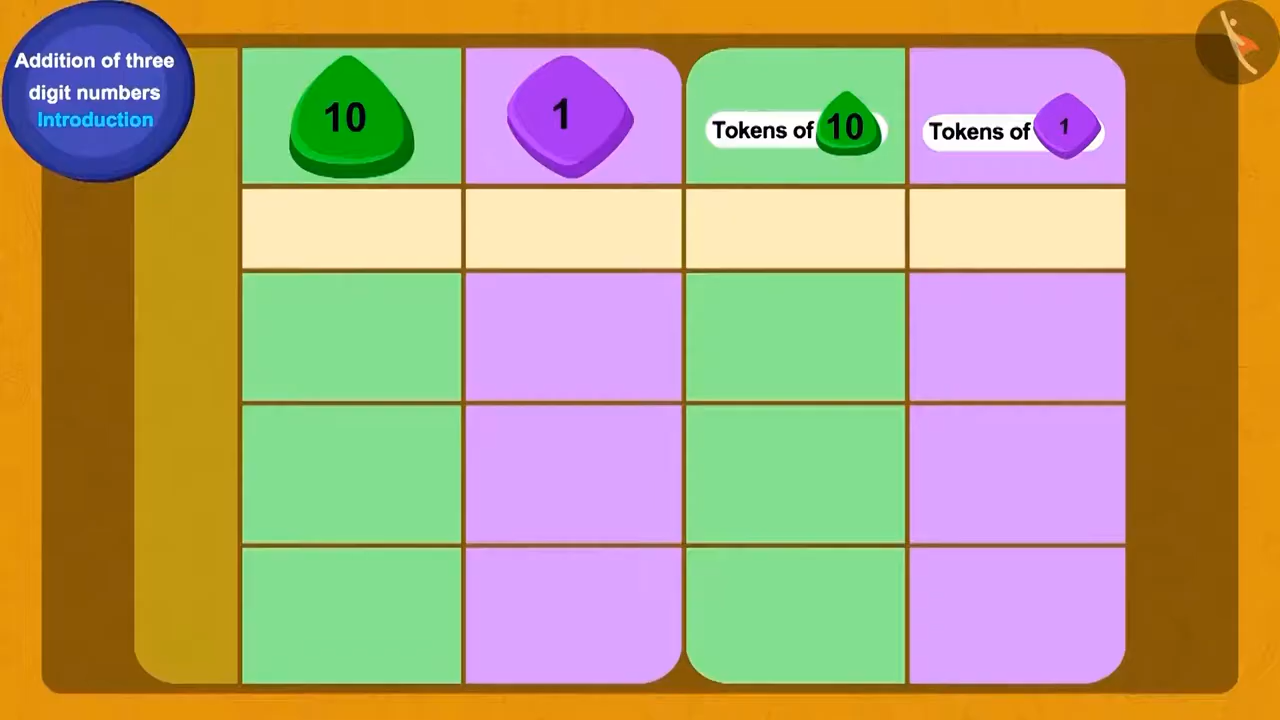 Addition of three
digit numbers
Introduction
10
1
Tokens of 10
Tokens of 1